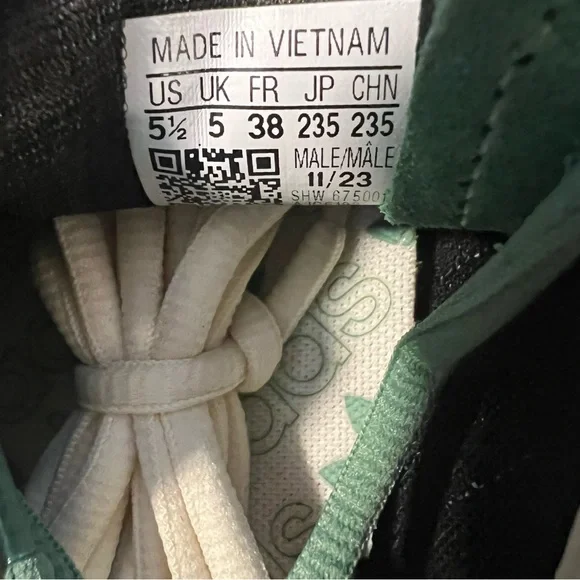 MADE IN VIETNAM
US UK FR JP CHN
5½ 5 38 235 235
MALE/MÂLE
11/23
SHW 675001
adidas